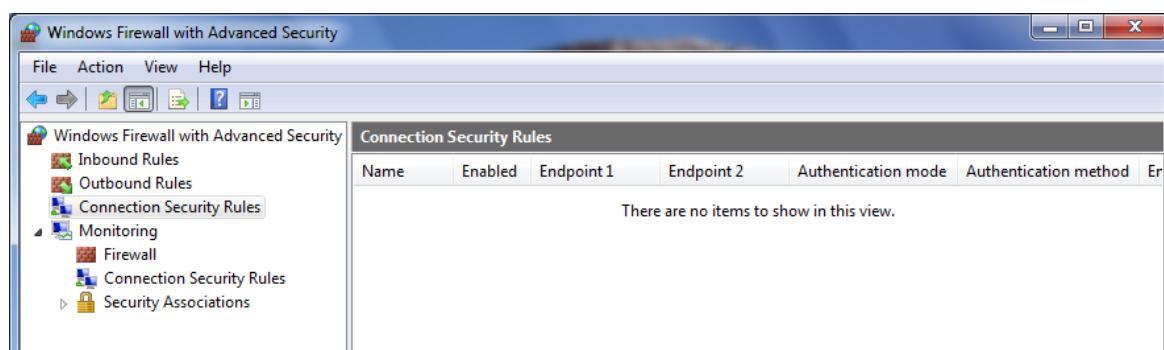 Windows Firewall with Advanced Security
File Action View Help
Windows Firewall with Advanced Security
Inbound Rules
Outbound Rules
Connection Security Rules
Monitoring
Firewall
Connection Security Rules
Security Associations
Connection Security Rules
Name Enabled Endpoint 1 Endpoint 2 Authentication mode Authentication method En
There are no items to show in this view.